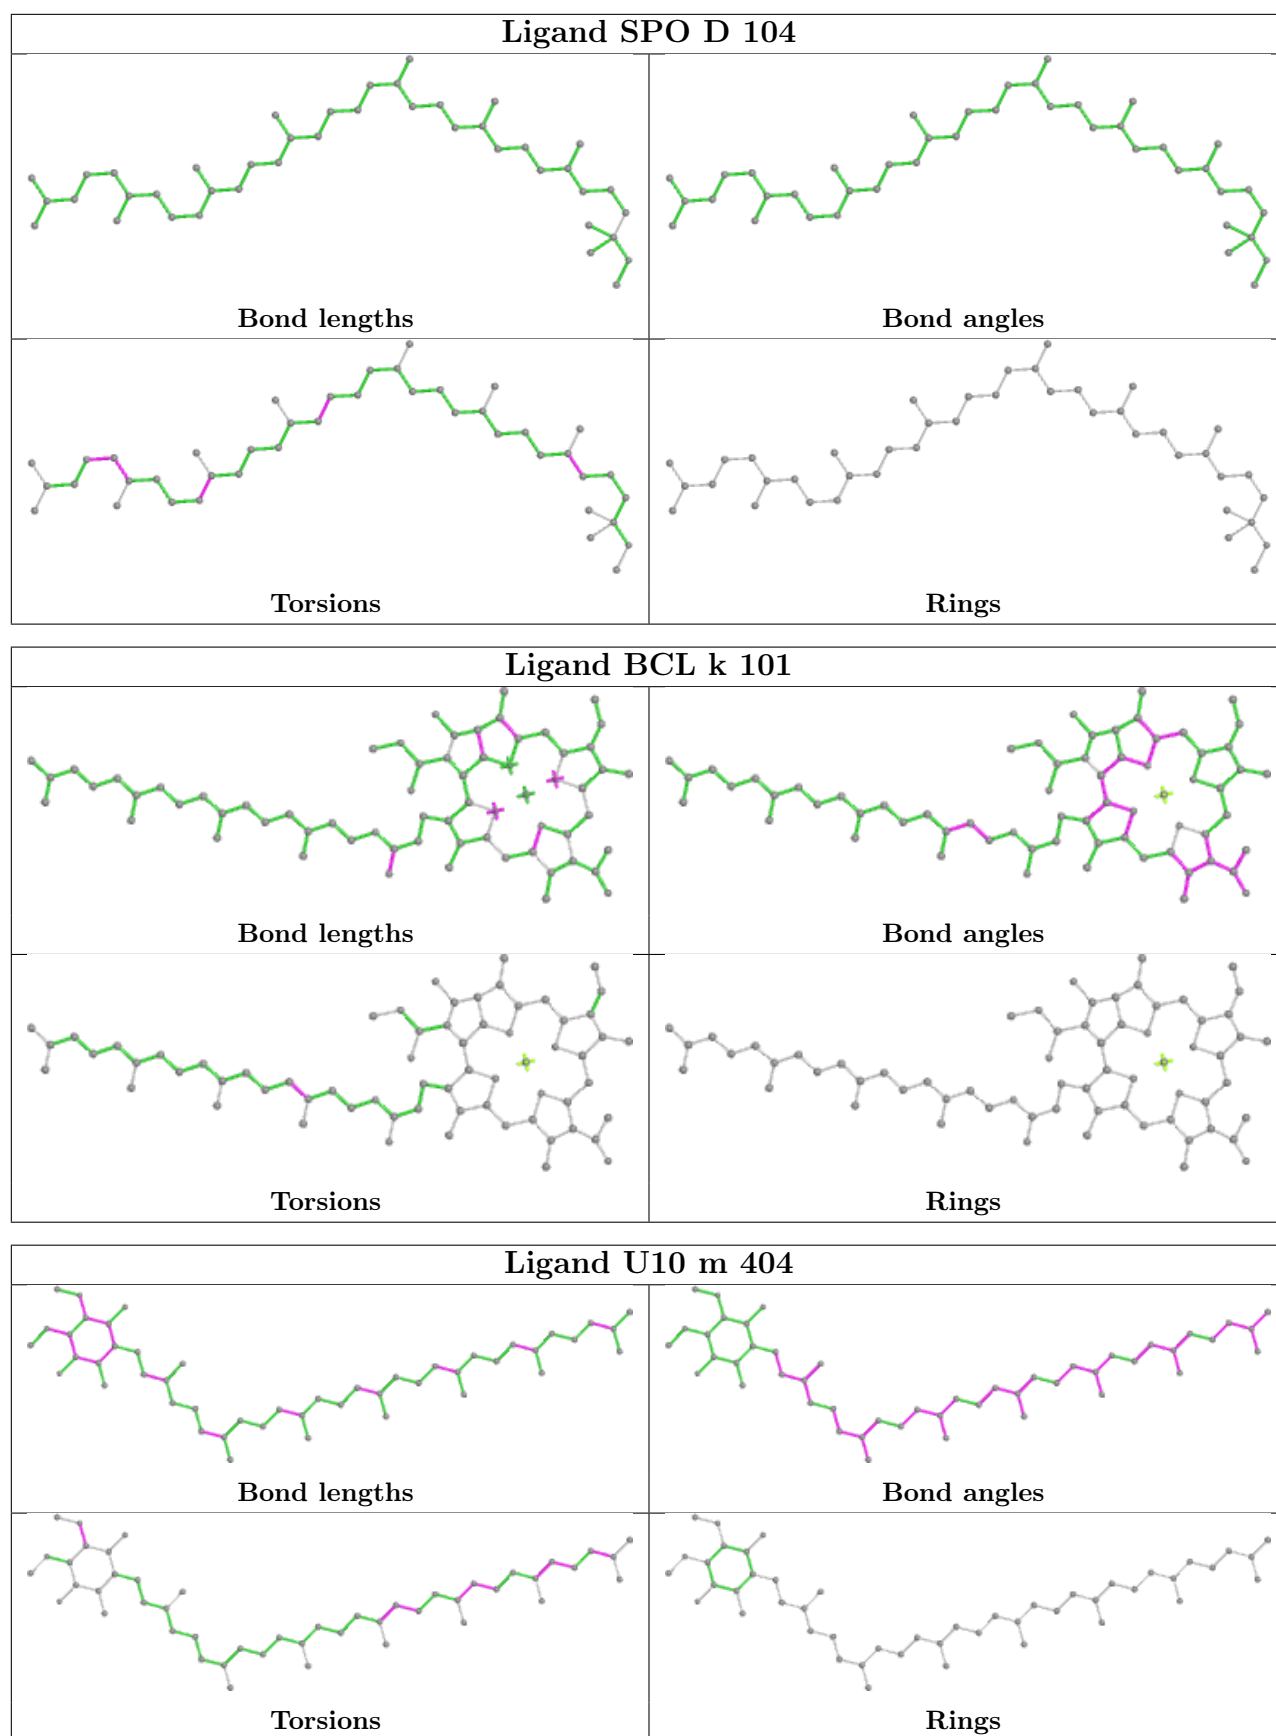 Ligand SPO D 104
Bond lengths
Bond angles
Torsions
Rings
Ligand BCL k 101
Bond lengths
Bond angles
Torsions
Rings
Ligand U10 m 404
Bond lengths
Bond angles
Torsions
Rings